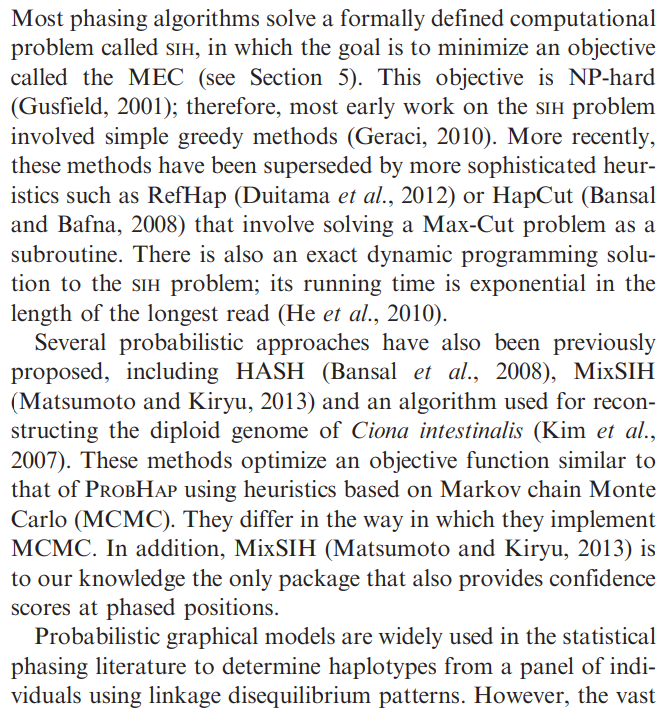 Most phasing algorithms solve a formally defined computational
problem called SIH, in which the goal is to minimize an objective
called the MEC (see Section 5). This objective is NP-hard
(Gusfield, 2001); therefore, most early work on the SIH problem
involved simple greedy methods (Geraci, 2010). More recently,
these methods have been superseded by more sophisticated heur-
istics such as RefHap (Duitama et al., 2012) or HapCut (Bansal
and Bafna, 2008) that involve solving a Max-Cut problem as a
subroutine. There is also an exact dynamic programming solu-
tion to the SIH problem; its running time is exponential in the
length of the longest read (He et al., 2010).
Several probabilistic approaches have also been previously
proposed, including HASH (Bansal et al., 2008), MixSIH
(Matsumoto and Kiryu, 2013) and an algorithm used for recon-
structing the diploid genome of Ciona intestinalis (Kim et al.,
2007). These methods optimize an objective function similar to
that of PROBHAP using heuristics based on Markov chain Monte
Carlo (MCMC). They differ in the way in which they implement
MCMC. In addition, MixSIH (Matsumoto and Kiryu, 2013) is
to our knowledge the only package that also provides confidence
scores at phased positions.
Probabilistic graphical models are widely used in the statistical
phasing literature to determine haplotypes from a panel of indi-
viduals using linkage disequilibrium patterns. However, the vast